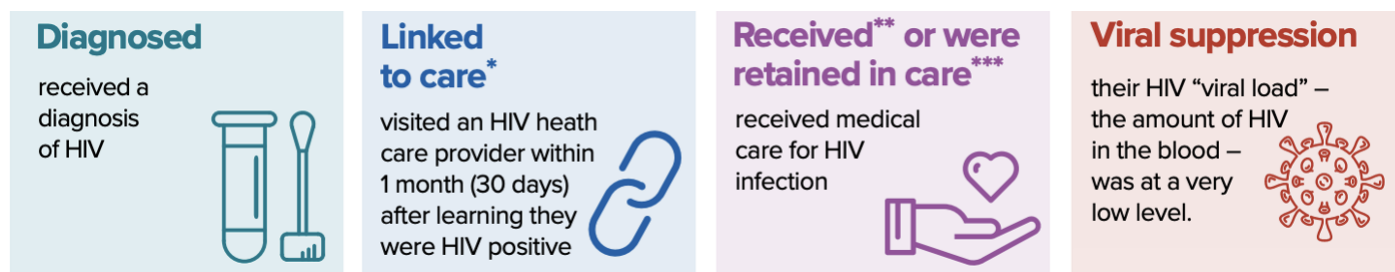 Diagnosed
received a
diagnosis
of HIV
Linked
to care*
visited an HIV heath
care provider within
1 month (30 days)
after learning they
were HIV positive
Received** or were
retained in care***
received medical
care for HIV
infection
Viral suppression
their HIV “viral load” –
the amount of HIV
in the blood –
was at a very
low level.